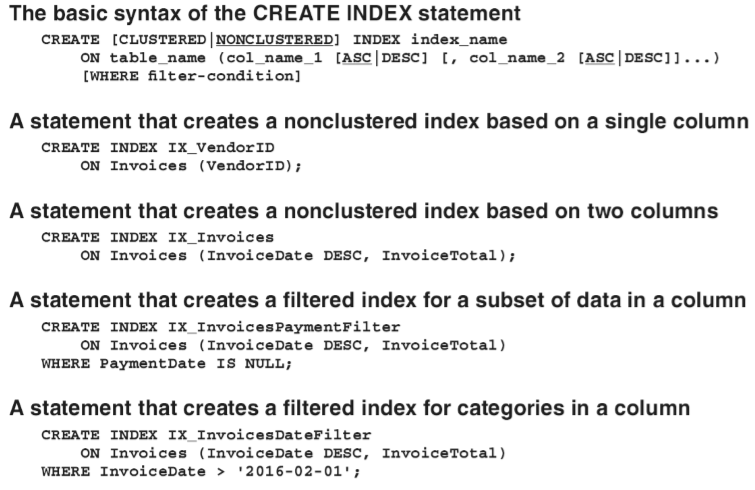 The basic syntax of the CREATE INDEX statement
CREATE [CLUSTERED|NONCLUSTERED] INDEX index_name
ON table_name (col_name_1 [ASC|DESC] [, col_name_2 [ASC|DESC]]...)
[WHERE filter-condition]
A statement that creates a nonclustered index based on a single column
CREATE INDEX IX_VendorID
ON Invoices (VendorID);
A statement that creates a nonclustered index based on two columns
CREATE INDEX IX_Invoices
ON Invoices (InvoiceDate DESC, InvoiceTotal);
A statement that creates a filtered index for a subset of data in a column
CREATE INDEX IX_InvoicesPaymentFilter
ON Invoices (InvoiceDate DESC, InvoiceTotal)
WHERE PaymentDate IS NULL;
A statement that creates a filtered index for categories in a column
CREATE INDEX IX_InvoicesDateFilter
ON Invoices (InvoiceDate DESC, InvoiceTotal)
WHERE InvoiceDate > '2016-02-01';